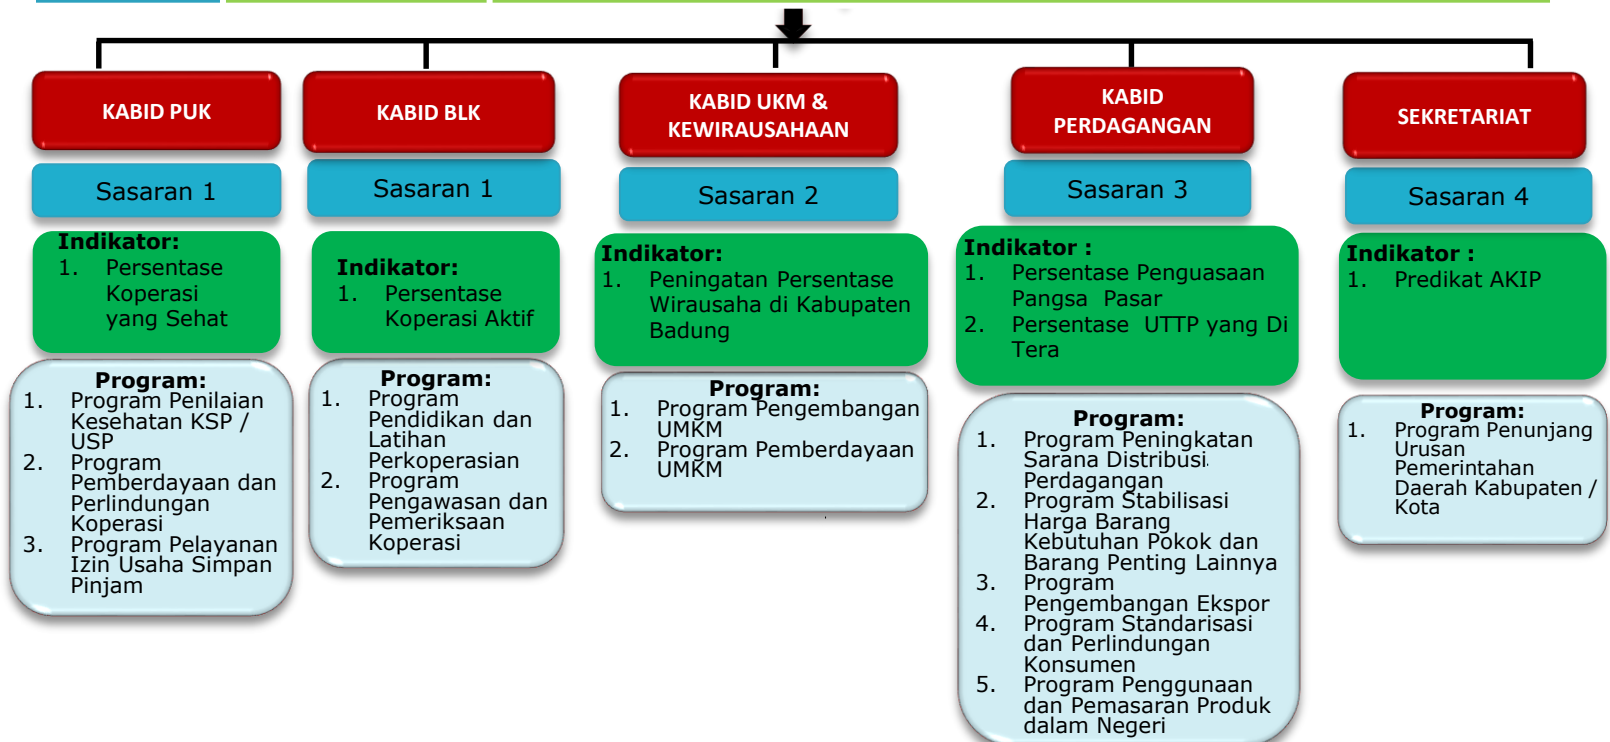 KABID PUK
Sasaran 1
Indikator:
1. Persentase
Koperasi
yang Sehat
Program:
1. Program Penilaian
Kesehatan KSP /
USP
2. Program
Pemberdayaan dan
Perlindungan
Koperasi
3. Program Pelayanan
Izin Usaha Simpan
Pinjam
KABID BLK
Sasaran 1
Indikator:
1. Persentase
Koperasi Aktif
Program:
1. Program
Pendidikan dan
Latihan
Perkoperasian
2. Program
Pengawasan dan
Pemeriksaan
Koperasi
KABID UKM &
KEWIRAUSAHAAN
Sasaran 2
Indikator:
1. Peningatan Persentase
Wirausaha di Kabupaten
Badung
Program:
1. Program Pengembangan
UMKM
2. Program Pemberdayaan
UMKM
KABID
PERDAGANGAN
Sasaran 3
Indikator :
1. Persentase Penguasaan
Pangsa Pasar
2. Persentase UTTP yang Di
Tera
Program:
1. Program Peningkatan
Sarana Distribusi
Perdagangan
2. Program Stabilisasi
Harga Barang
Kebutuhan Pokok dan
Barang Penting Lainnya
3. Program
Pengembangan Ekspor
4. Program Standarisasi
dan Perlindungan
Konsumen
5. Program Penggunaan
dan Pemasaran Produk
dalam Negeri
SEKRETARIAT
Sasaran 4
Indikator :
1. Predikat AKIP
Program:
1. Program Penunjang
Urusan
Pemerintahan
Daerah Kabupaten /
Kota